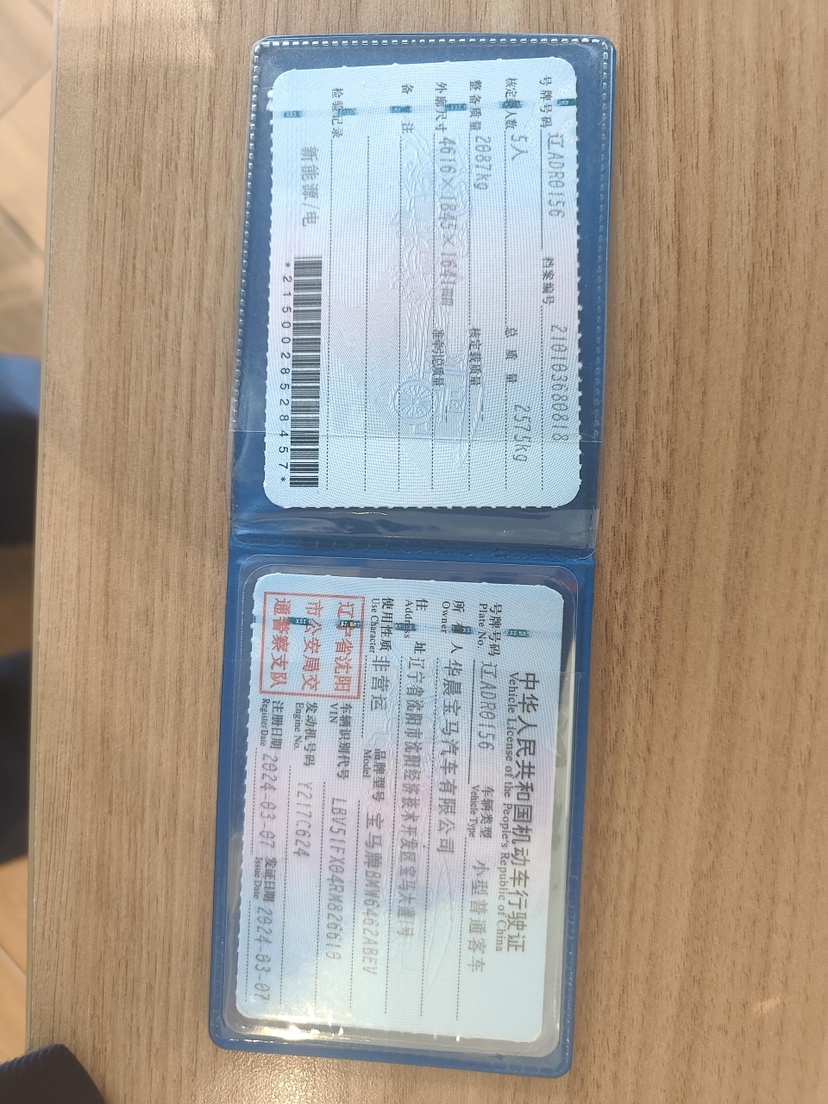 中华人民共和国机动车行驶证
Vehicle License of the People's Republic of China
号牌号码 辽ADR0156 车辆类型 小型普通客车
Plate No. Vehicle Type
所有人 华晨宝马汽车有限公司
Owner
住址 辽宁省沈阳市沈阳经济技术开发区宝马大道1号
Address
使用性质 非营运 品牌型号 宝马牌BMW6462ABEV
Use Character Model
辽宁省沈阳
市公安局交
通警察支队
车辆识别代号 LBV51FX04RM826610
VIN
发动机号码 Y217C624
Engine No.
注册日期 2024-03-07 发证日期 2024-03-07
Register Date Issue Date
号牌号码 辽ADR0156 档案编号 210103680818
核定载人数 5人 总质量 2575kg
整备质量 2087kg 核定载质量 --
外廓尺寸 4616×1845×1641mm 准牵引总质量 --
备注
检验记录
新能源/电
*2150028528457*